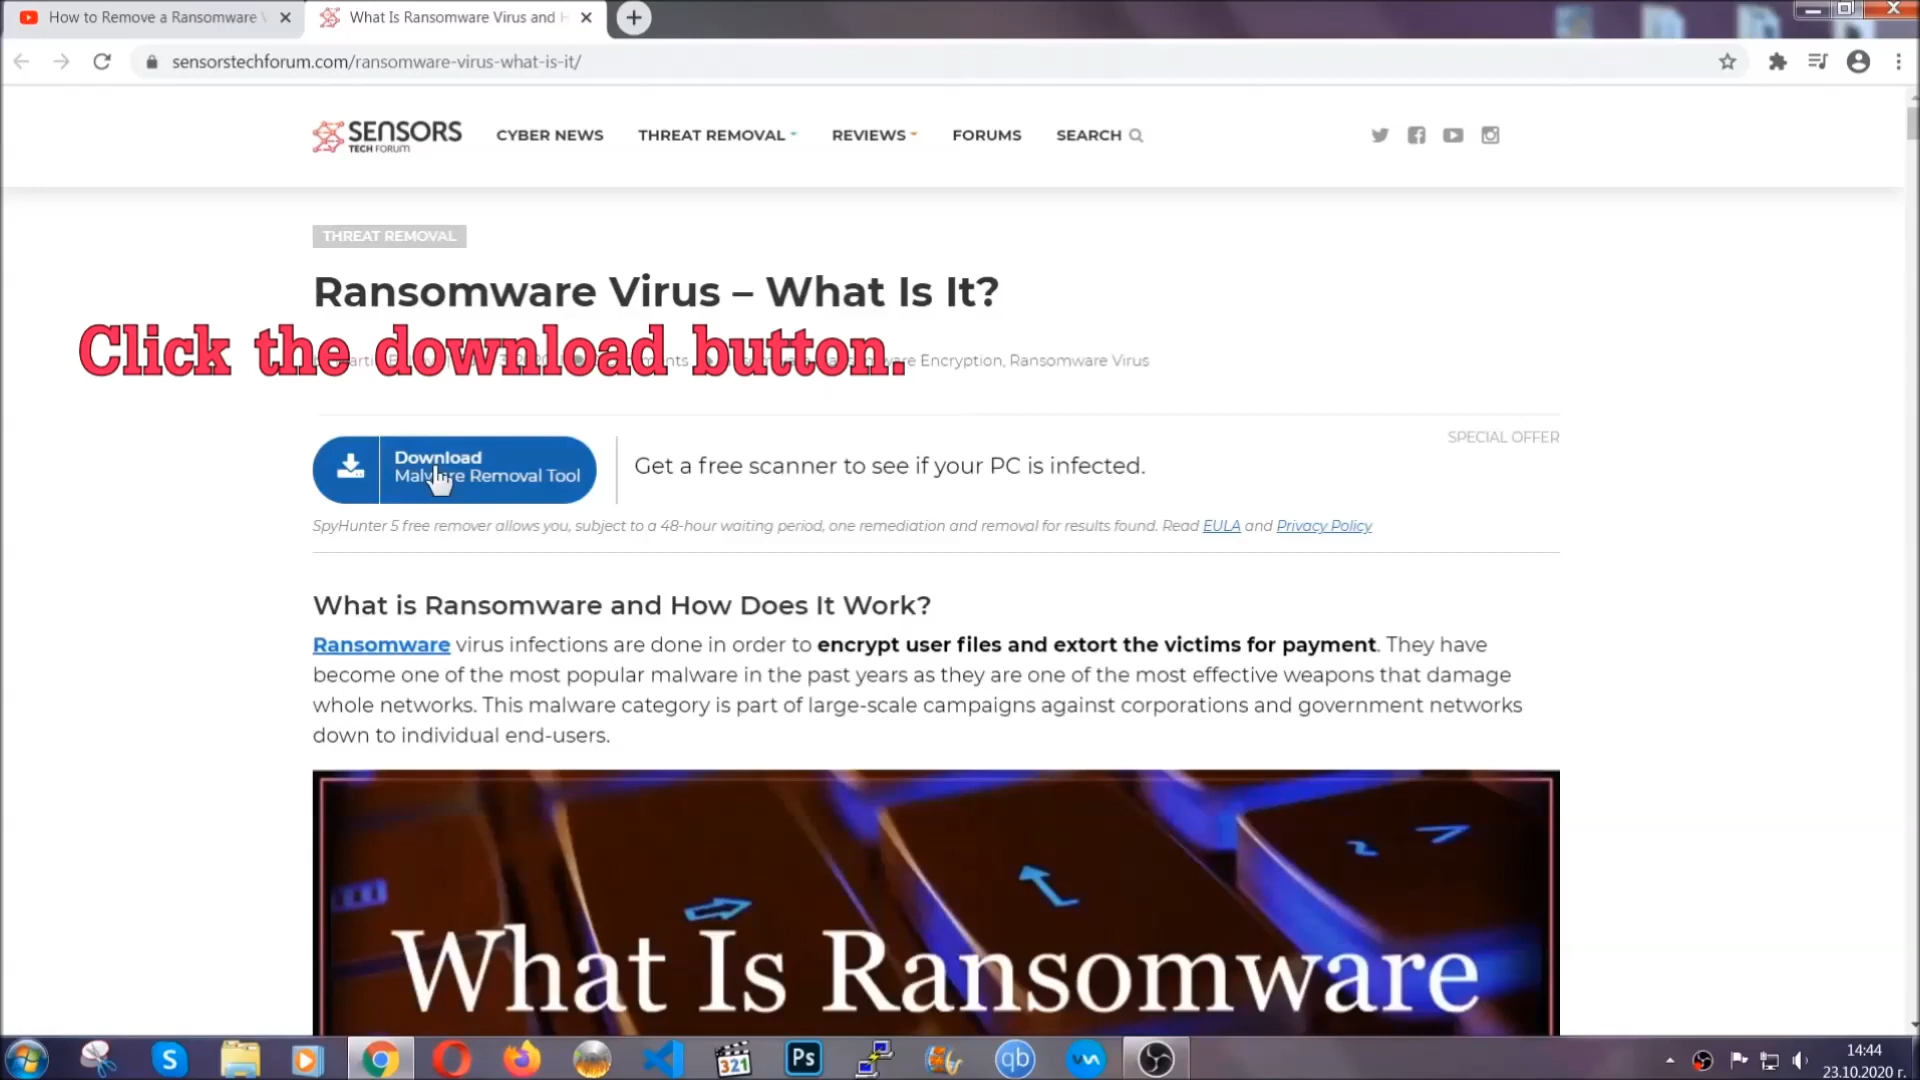 How to Remove a Ransomware
What Is Ransomware Virus and
sensorstechforum.com/ransomware-virus-what-is-it/
SENSORS
TECH FORUM
CYBER NEWS
THREAT REMOVAL
REVIEWS
FORUMS
SEARCH
THREAT REMOVAL
Ransomware Virus – What Is It?
Click the download button.
Encryption, Ransomware Virus
SPECIAL OFFER
Download
Malware Removal Tool
Get a free scanner to see if your PC is infected.
SpyHunter 5 free remover allows you, subject to a 48-hour waiting period, one remediation and removal for results found. Read EULA and Privacy Policy
What is Ransomware and How Does It Work?
Ransomware virus infections are done in order to encrypt user files and extort the victims for payment. They have
become one of the most popular malware in the past years as they are one of the most effective weapons that damage
whole networks. This malware category is part of large-scale campaigns against corporations and government networks
down to individual end-users.
What Is Ransomware
S
321
Ps
qb
14:44
23.10.2020 г.